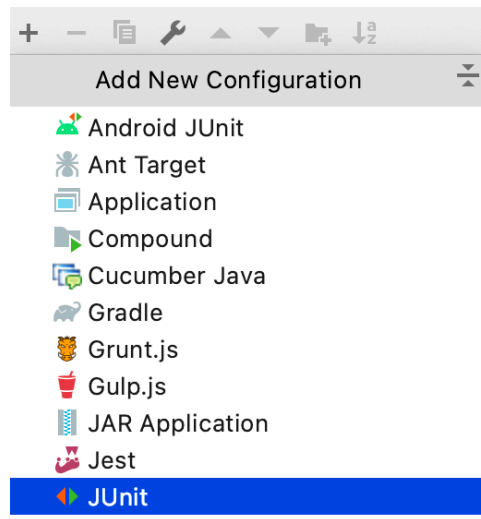 Add New Configuration
Android JUnit
Ant Target
Application
Compound
Cucumber Java
Gradle
Grunt.js
Gulp.js
JAR Application
Jest
JUnit